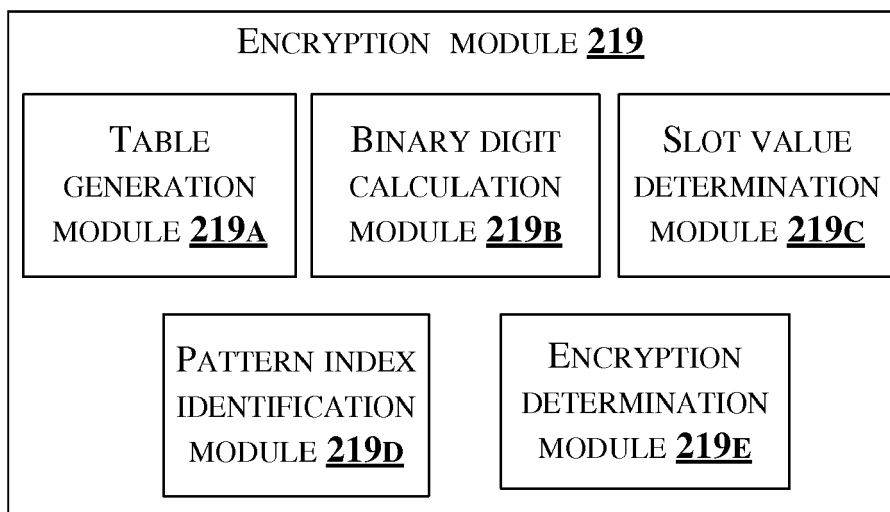 ENCRYPTION MODULE 219
TABLE
GENERATION
MODULE 219A
BINARY DIGIT
CALCULATION
MODULE 219B
SLOT VALUE
DETERMINATION
MODULE 219C
PATTERN INDEX
IDENTIFICATION
MODULE 219D
ENCRYPTION
DETERMINATION
MODULE 219E